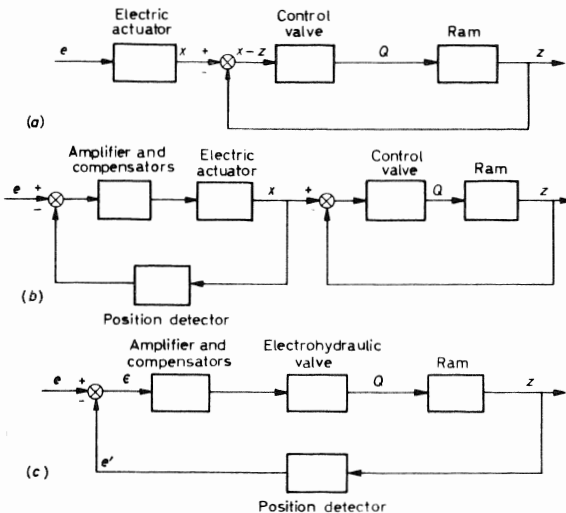 Electric actuator
Control valve
Ram
e
x
+
-
x-z
Q
z
(a)
Amplifier and compensators
Electric actuator
Control valve
Ram
e
+
-
x
+
-
Q
z
Position detector
(b)
Amplifier and compensators
Electrohydraulic valve
Ram
e
+
-
ϵ
Q
z
e'
Position detector
(c)